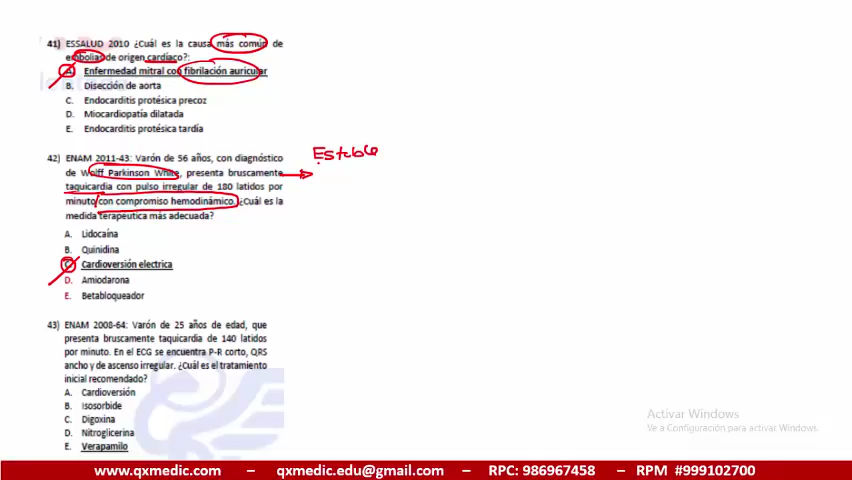 41) ESSALUD 2010 ¿Cuál es la causa más común de
embolias de origen cardíaco?:
A. Enfermedad mitral con fibrilación auricular
B. Disección de aorta
C. Endocarditis protésica precoz
D. Miocardiopatía dilatada
E. Endocarditis protésica tardía
42) ENAM 2011-43: Varón de 56 años, con diagnóstico
de Wolff Parkinson White, presenta bruscamente
taquicardia con pulso irregular de 180 latidos por
minuto con compromiso hemodinámico. ¿Cuál es la
medida terapeutica más adecuada?
Estable
A. Lidocaína
B. Quinidina
C. Cardioversión electrica
D. Amiodarona
E. Betabloqueador
43) ENAM 2008-64: Varón de 25 años de edad, que
presenta bruscamente taquicardia de 140 latidos
por minuto. En el ECG se encuentra P-R corto, QRS
ancho y de ascenso irregular. ¿Cuál es el tratamiento
inicial recomendado?
A. Cardioversión
B. Isosorbide
C. Digoxina
D. Nitroglicerina
E. Verapamilo
Activar Windows
Ve a Configuración para activar Windows.
www.qxmedic.com – qxmedic.edu@gmail.com – RPC: 986967458 – RPM #999102700